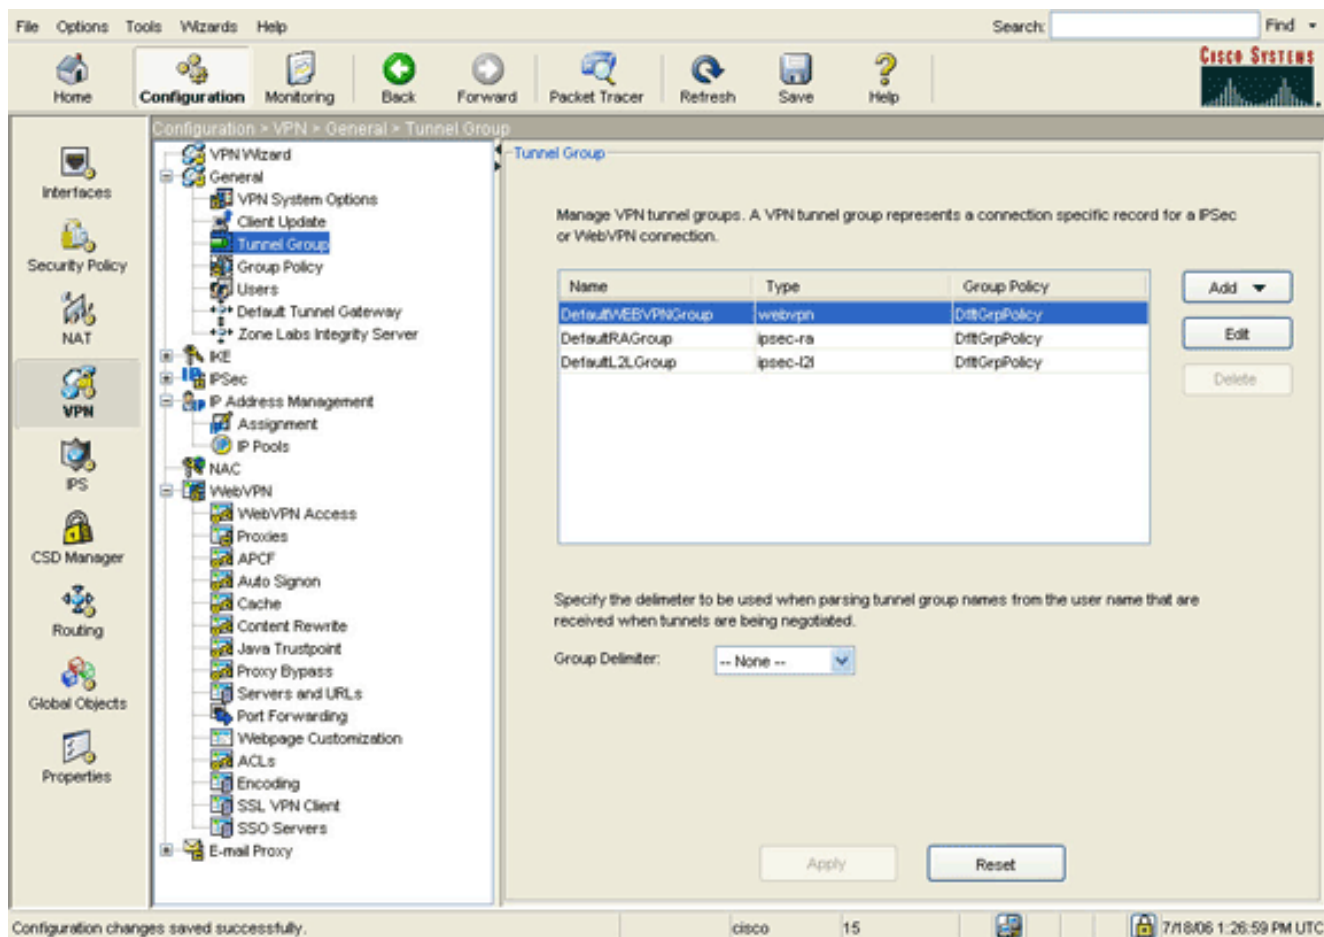 File Options Tools Wizards Help Search: Find
Home Configuration Monitoring Back Forward Packet Tracer Refresh Save Help
CISCO SYSTEMS
Configuration > VPN > General > Tunnel Group
Interfaces
Security Policy
NAT
VPN
IPS
CSD Manager
Routing
Global Objects
Properties
VPN Wizard
General
VPN System Options
Client Update
Tunnel Group
Group Policy
Users
Default Tunnel Gateway
Zone Labs Integrity Server
IKE
IPSec
IP Address Management
Assignment
IP Pools
NAC
WebVPN
WebVPN Access
Proxies
APCF
Auto Signon
Cache
Content Rewrite
Java Trustpoint
Proxy Bypass
Servers and URLs
Port Forwarding
Webpage Customization
ACLs
Encoding
SSL VPN Client
SSO Servers
E-mail Proxy
Tunnel Group
Manage VPN tunnel groups. A VPN tunnel group represents a connection specific record for a IPSec
or WebVPN connection.
Name Type Group Policy
DefaultWEBVPNGroup webvpn DfltGrpPolicy
DefaultRAGroup ipsec-ra DfltGrpPolicy
DefaultL2LGroup ipsec-l2l DfltGrpPolicy
Add
Edit
Delete
Specify the delimeter to be used when parsing tunnel group names from the user name that are
received when tunnels are being negotiated.
Group Delimiter: -- None --
Apply Reset
Configuration changes saved successfully. cisco 15 7/18/06 1:26:59 PM UTC